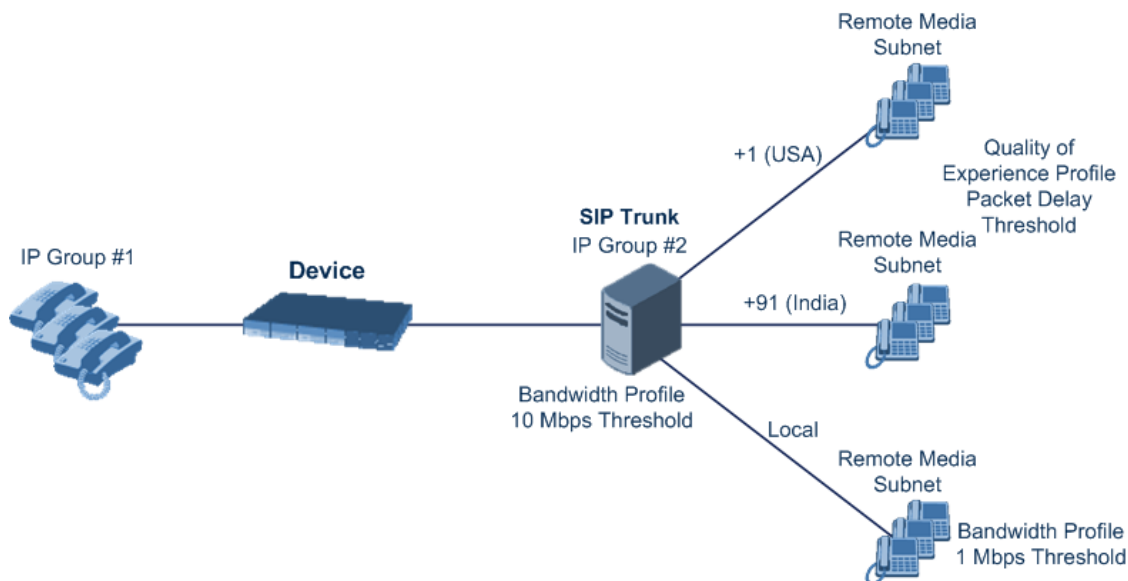 Remote Media
Subnet
+1 (USA)
Quality of
Experience Profile
Packet Delay
Threshold
SIP Trunk
IP Group #2
IP Group #1
Device
Remote Media
Subnet
+91 (India)
Bandwidth Profile
10 Mbps Threshold
Local
Remote Media
Subnet
Bandwidth Profile
1 Mbps Threshold